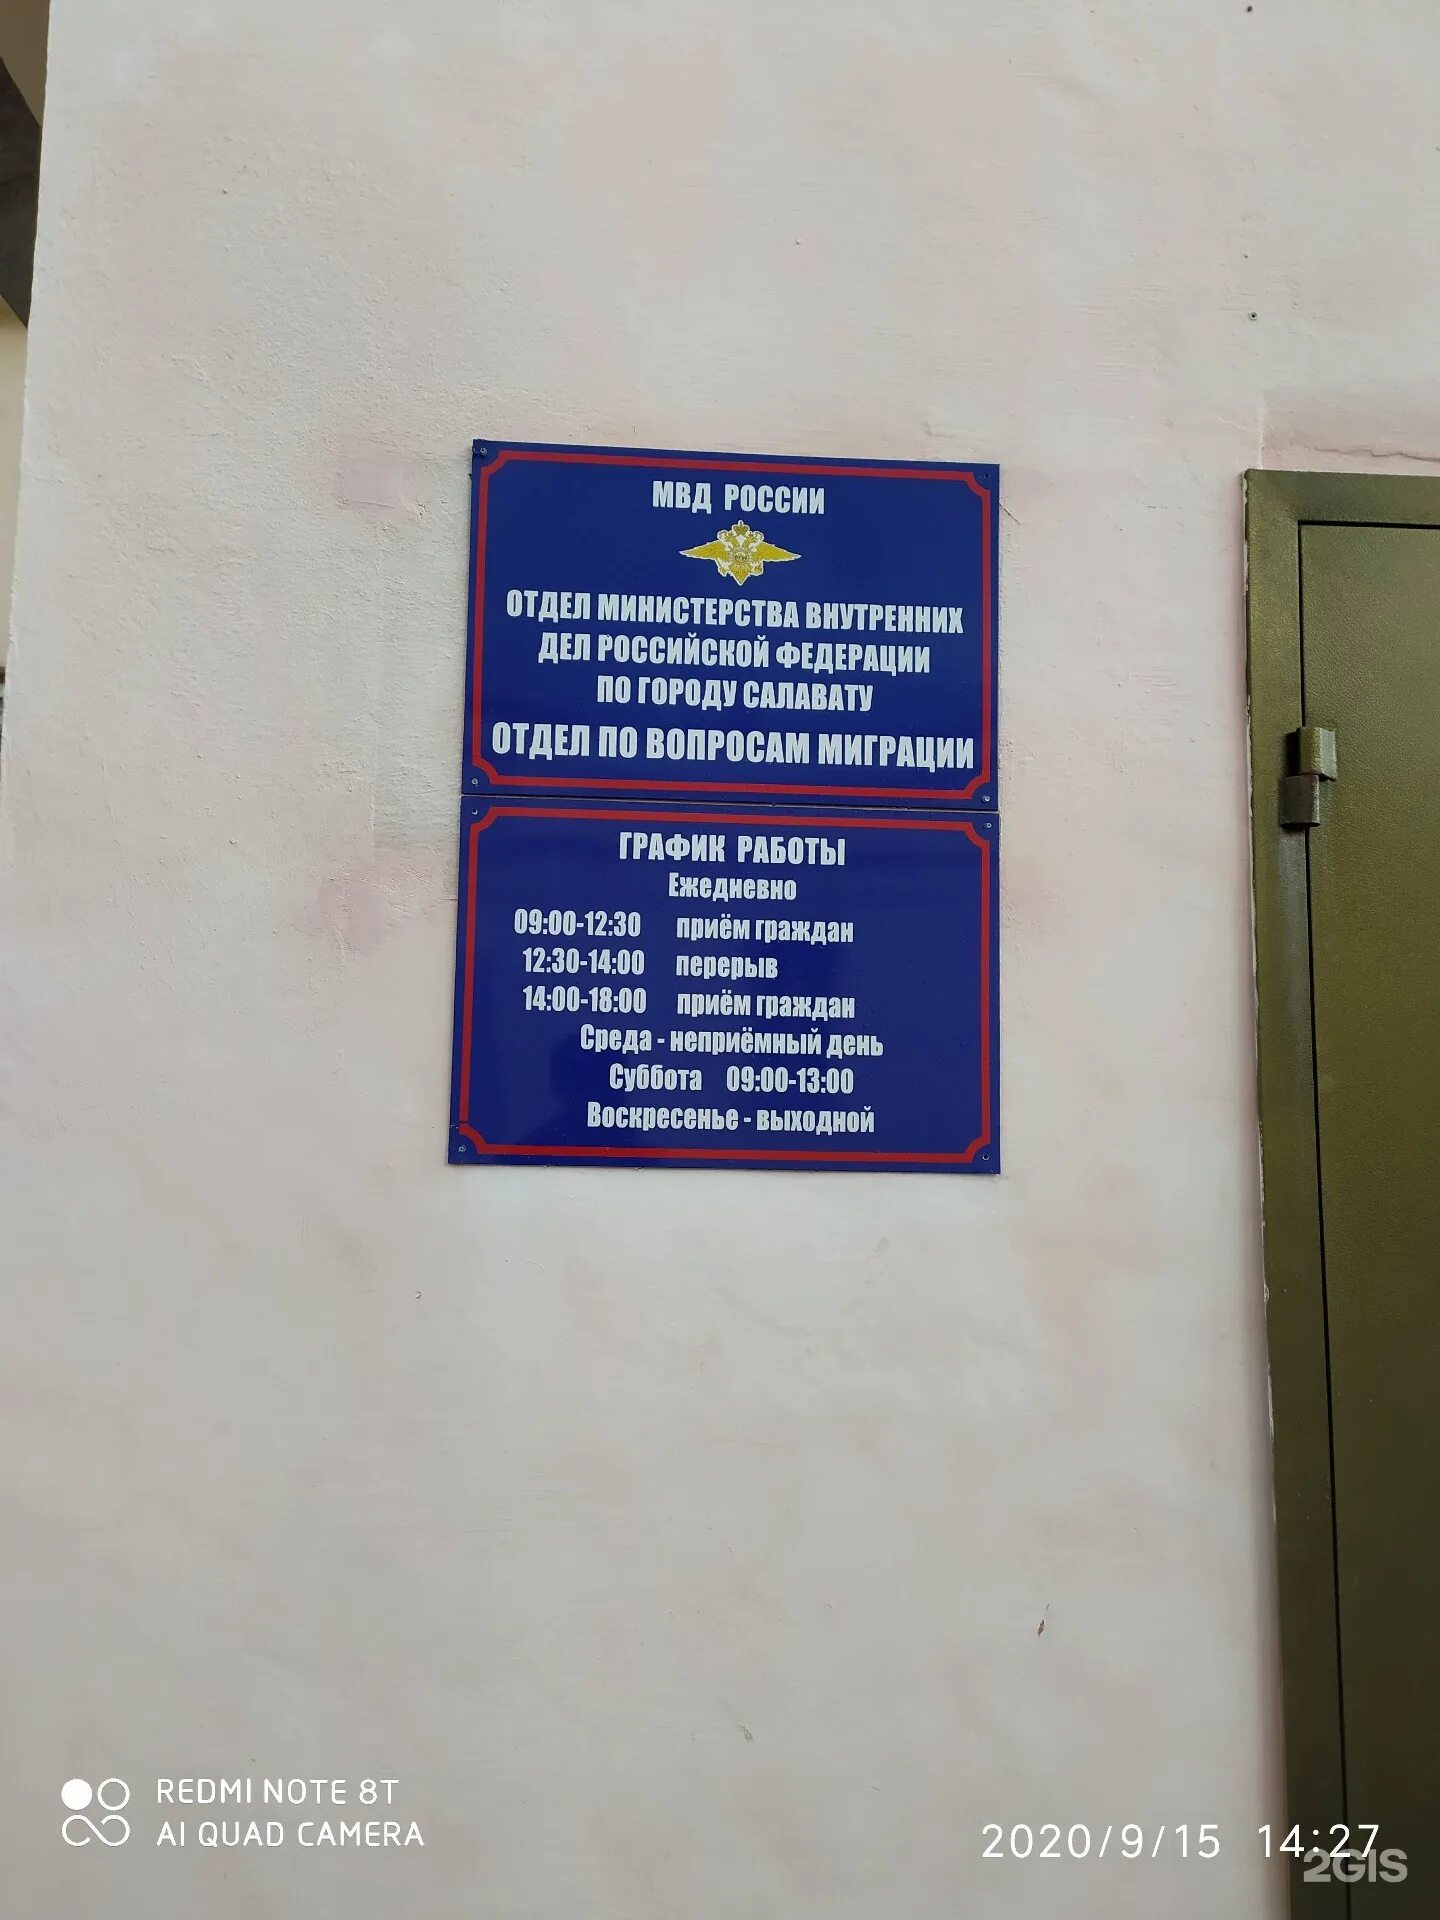 МВД РОССИИ
ОТДЕЛ МИНИСТЕРСТВА ВНУТРЕННИХ
ДЕЛ РОССИЙСКОЙ ФЕДЕРАЦИИ
ПО ГОРОДУ САЛАВАТУ
ОТДЕЛ ПО ВОПРОСАМ МИГРАЦИИ
ГРАФИК РАБОТЫ
Ежедневно
09:00-12:30 приём граждан
12:30-14:00 перерыв
14:00-18:00 приём граждан
Среда - неприёмный день
Суббота 09:00-13:00
Воскресенье - выходной
REDMI NOTE 8T
AI QUAD CAMERA
2020/9/15 14:27
2GIS